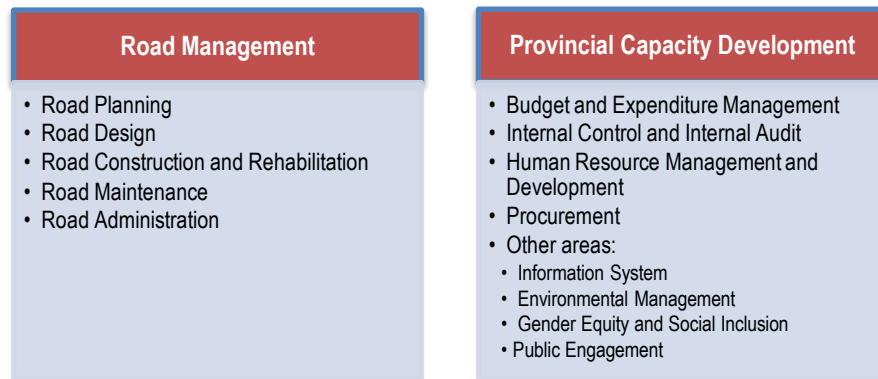 Road Management
• Road Planning
• Road Design
• Road Construction and Rehabilitation
• Road Maintenance
• Road Administration
Provincial Capacity Development
• Budget and Expenditure Management
• Internal Control and Internal Audit
• Human Resource Management and
Development
• Procurement
• Other areas:
• Information System
• Environmental Management
• Gender Equity and Social Inclusion
• Public Engagement